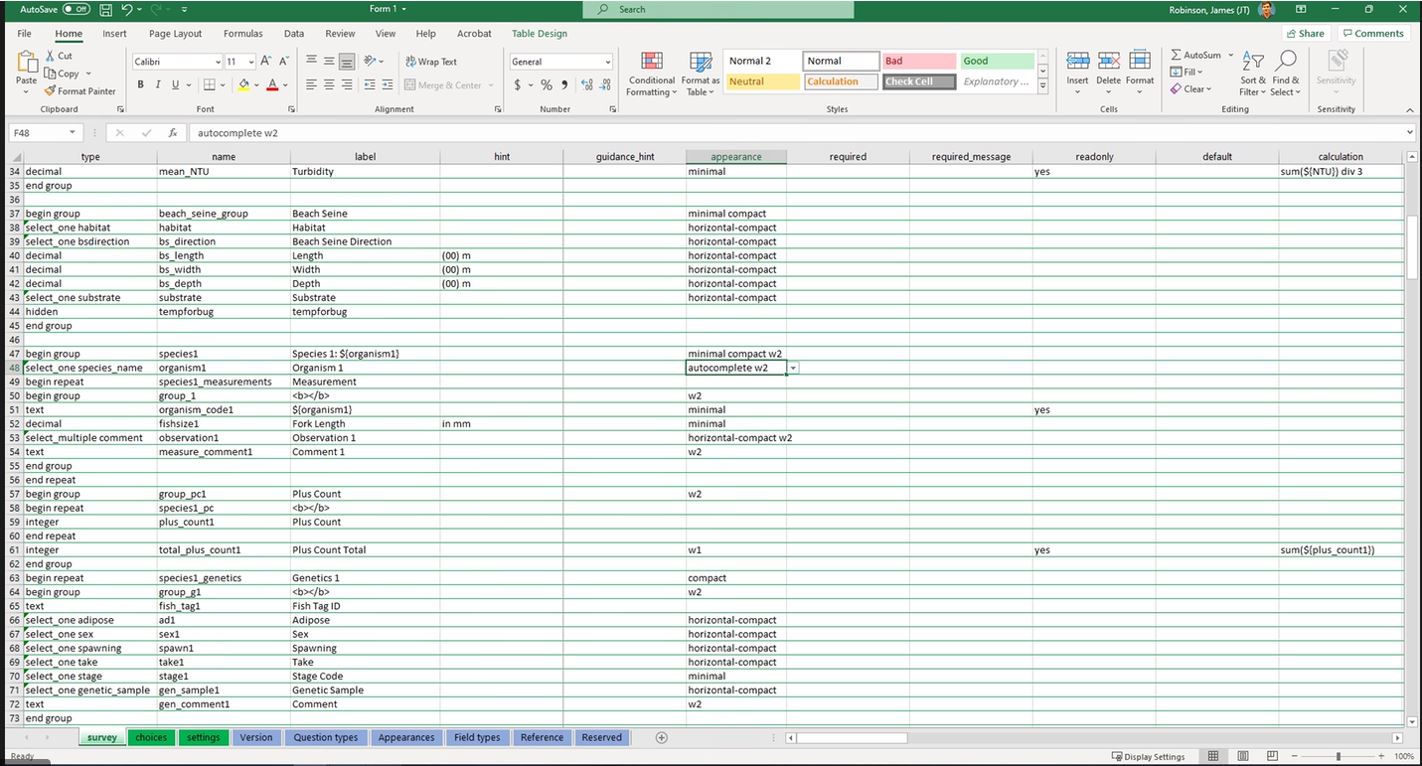 AutoSave Off Form 1 Search Robinson, James (JT)
File Home Insert Page Layout Formulas Data Review View Help Acrobat Table Design Share Comments
Cut Calibri 11 A A Wrap Text General Normal 2 Normal Bad Good AutoSum
Copy Fill
Paste Format Painter B I U A Merge & Center $ % , Conditional Format as Neutral Calculation Check Cell Explanatory ... Insert Delete Format Clear Sort & Find & Sensitivity
Formatting Table Filter Select
Clipboard Font Alignment Number Styles Cells Editing Sensitivity
F48 fx autocomplete w2
type name label hint guidance_hint appearance required required_message readonly default calculation
34 decimal mean_NTU Turbidity minimal yes sum(${NTU}) div 3
35 end group
36
37 begin group beach_seine_group Beach Seine minimal compact
38 select_one habitat habitat Habitat horizontal-compact
39 select_one bsdirection bs_direction Beach Seine Direction horizontal-compact
40 decimal bs_length Length (00) m horizontal-compact
41 decimal bs_width Width (00) m horizontal-compact
42 decimal bs_depth Depth (00) m horizontal-compact
43 select_one substrate substrate Substrate horizontal-compact
44 hidden tempforbug tempforbug
45 end group
46
47 begin group species1 Species 1: ${organism1} minimal compact w2
48 select_one species_name organism1 Organism 1 autocomplete w2
49 begin repeat species1_measurements Measurement
50 begin group group_1 <b></b> w2
51 text organism_code1 ${organism1} minimal yes
52 decimal fishsize1 Fork Length in mm minimal
53 select_multiple comment observation1 Observation 1 horizontal-compact w2
54 text measure_comment1 Comment 1 w2
55 end group
56 end repeat
57 begin group group_pc1 Plus Count w2
58 begin repeat species1_pc <b></b>
59 integer plus_count1 Plus Count
60 end repeat
61 integer total_plus_count1 Plus Count Total w1 yes sum(${plus_count1})
62 end group
63 begin repeat species1_genetics Genetics 1 compact
64 begin group group_g1 <b></b> w2
65 text fish_tag1 Fish Tag ID
66 select_one adipose ad1 Adipose horizontal-compact
67 select_one sex sex1 Sex horizontal-compact
68 select_one spawning spawn1 Spawning horizontal-compact
69 select_one take take1 Take horizontal-compact
70 select_one stage stage1 Stage Code minimal
71 select_one genetic_sample gen_sample1 Genetic Sample horizontal-compact
72 text gen_comment1 Comment w2
73 end group
survey choices settings Version Question types Appearances Field types Reference Reserved
Ready Display Settings 100%